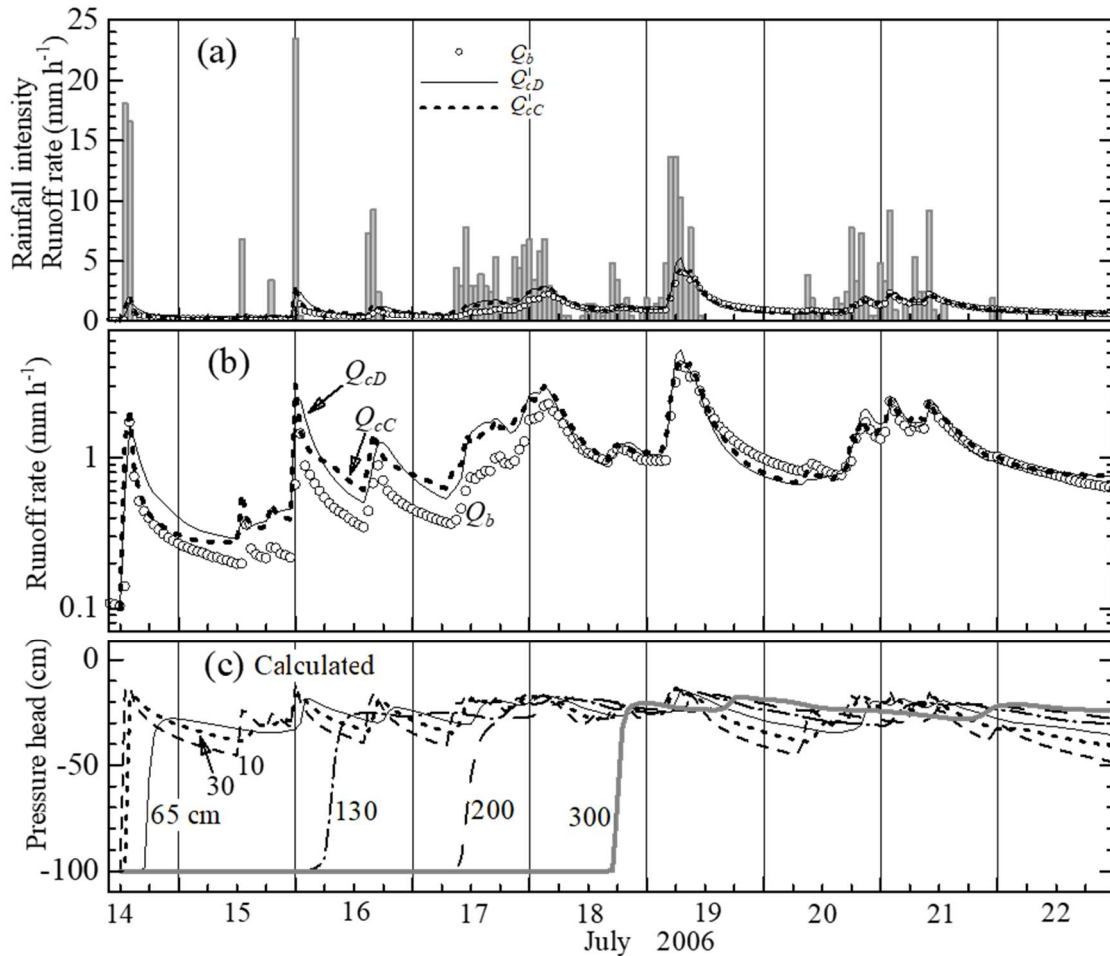 25
20
15
10
5
0
Rainfall intensity
Runoff rate (mm h⁻¹)
(a)
Q_b
Q'_cD
Q'_cC
(b)
1
0.1
Runoff rate (mm h⁻¹)
Q_cD
Q_cC
Q_b
(c) Calculated
0
-50
-100
Pressure head (cm)
10
30
65 cm
130
200
300
14 15 16 17 18 19 20 21 22
July 2006